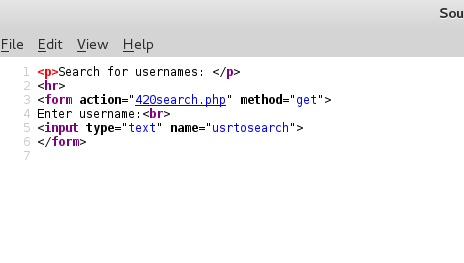 Sou
File Edit View Help
1 <p>Search for usernames: </p>
2 <hr>
3 <form action="420search.php" method="get">
4 Enter username:<br>
5 <input type="text" name="usrtosearch">
6 </form>
7